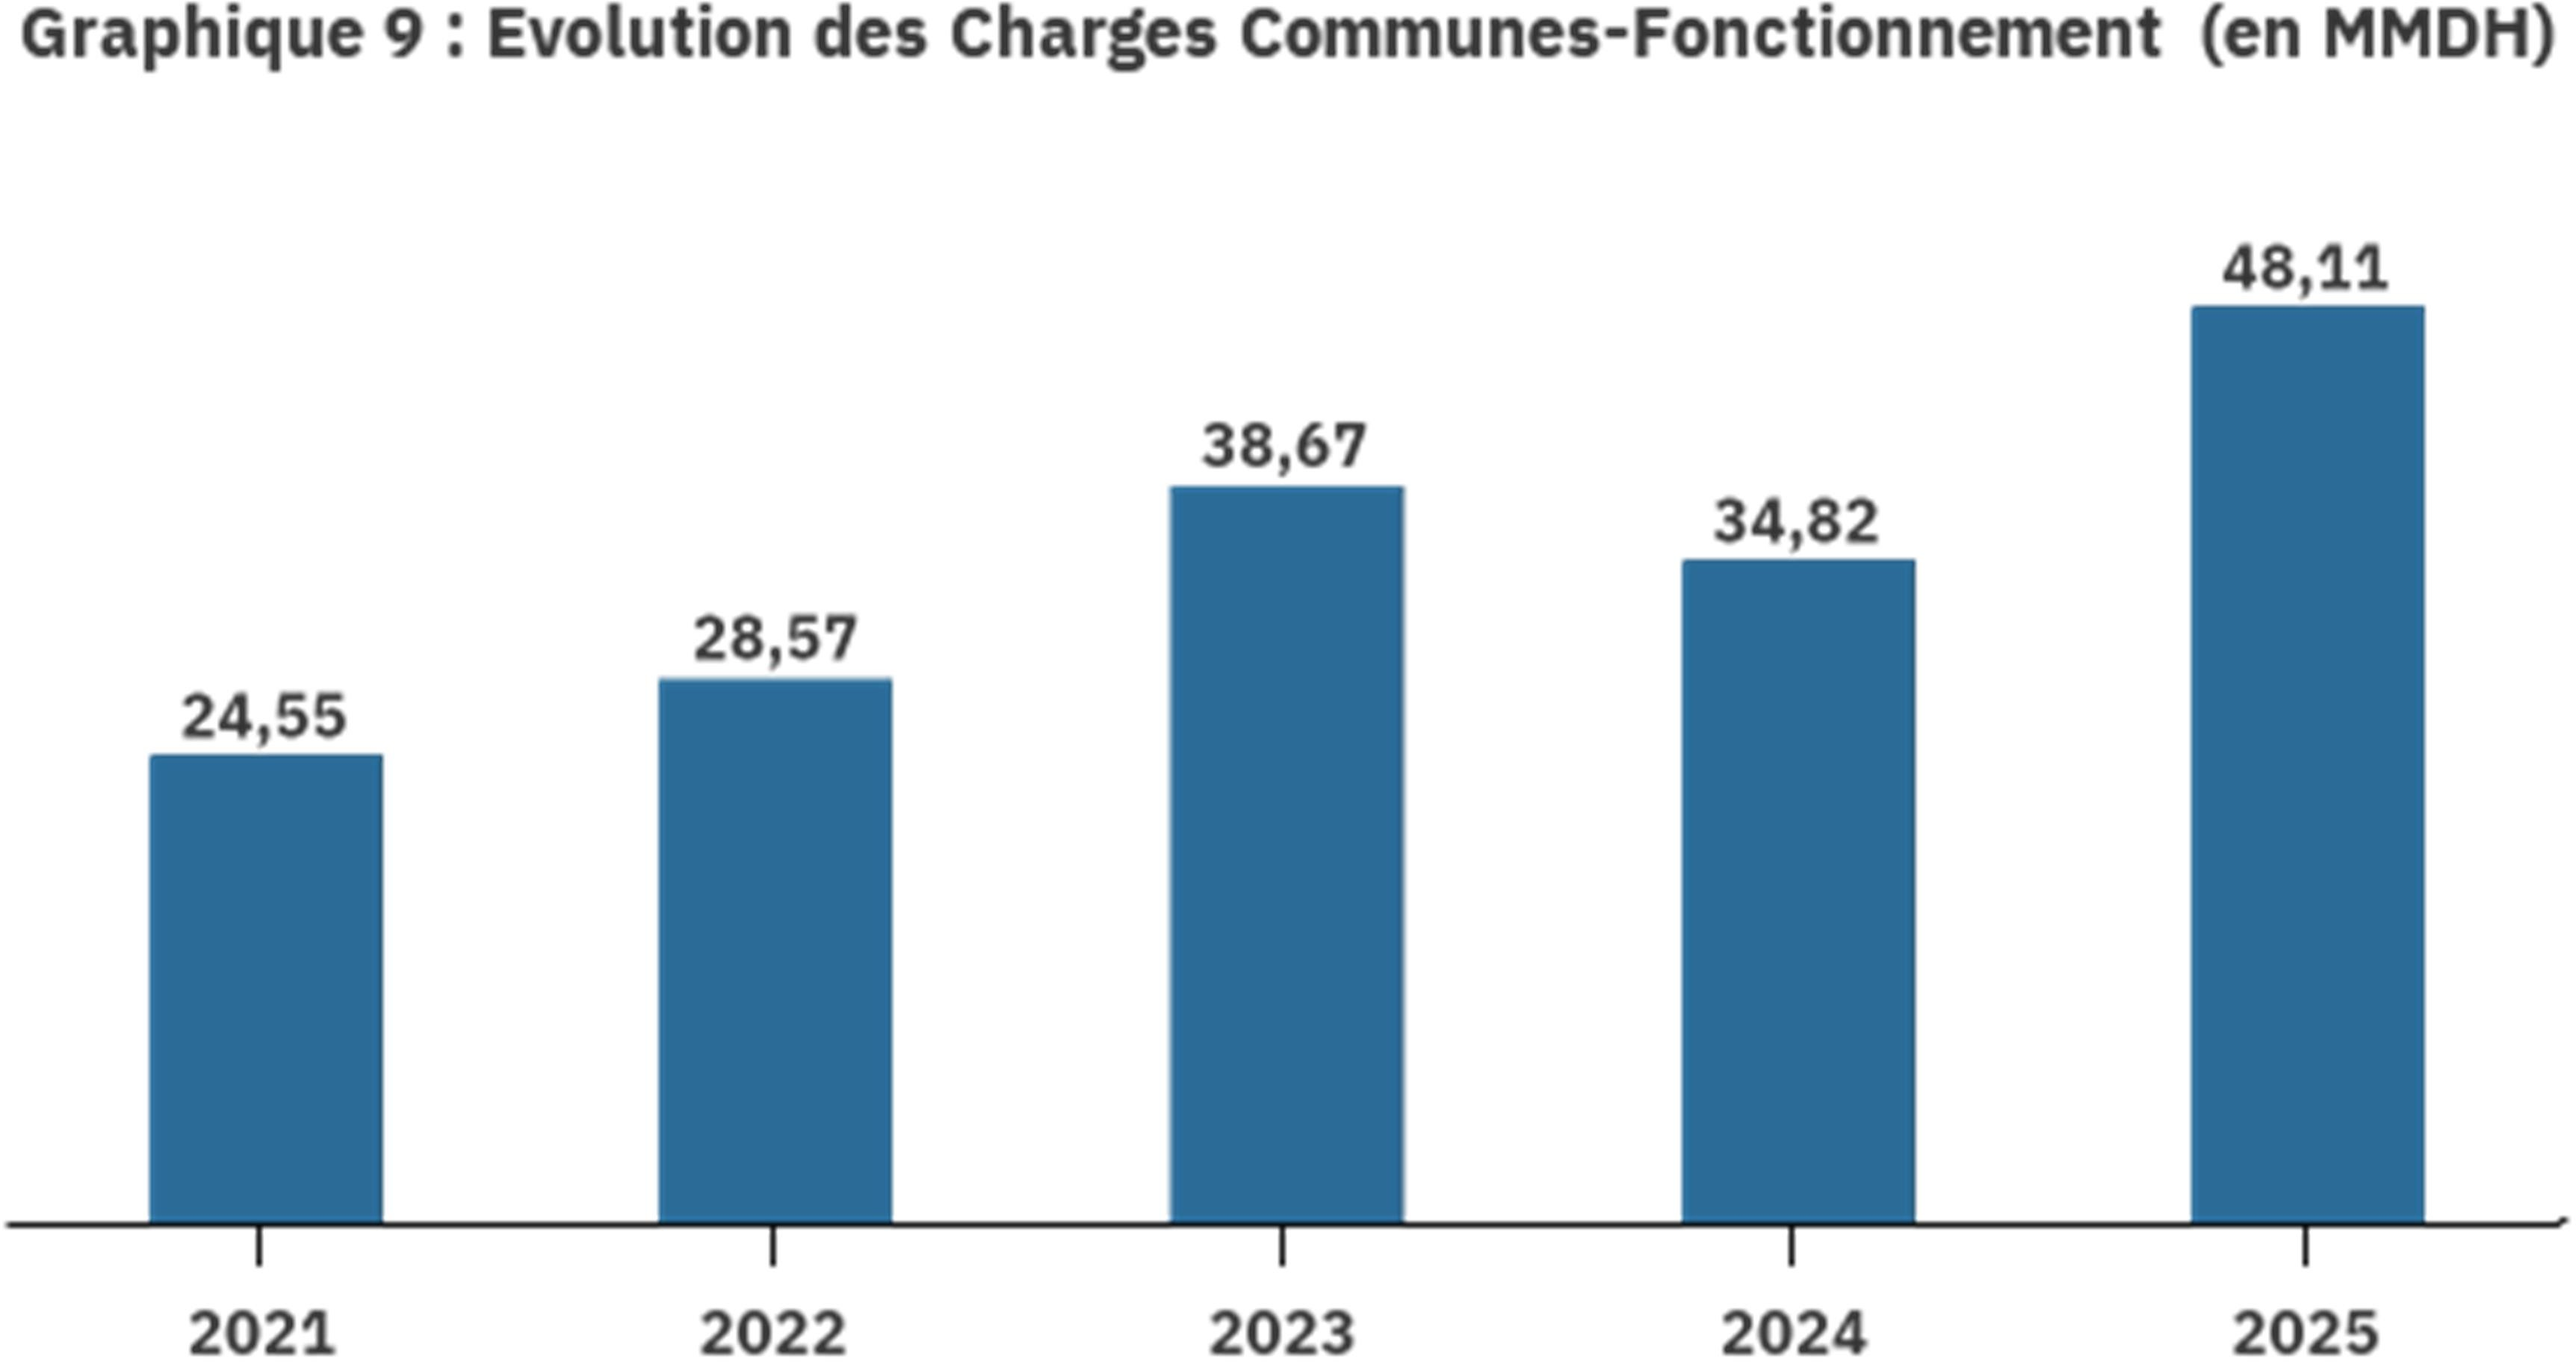 Graphique 9 : Evolution des Charges Communes-Fonctionnement (en MMDH)
48,11
38,67
34,82
28,57
24,55
2021 2022 2023 2024 2025